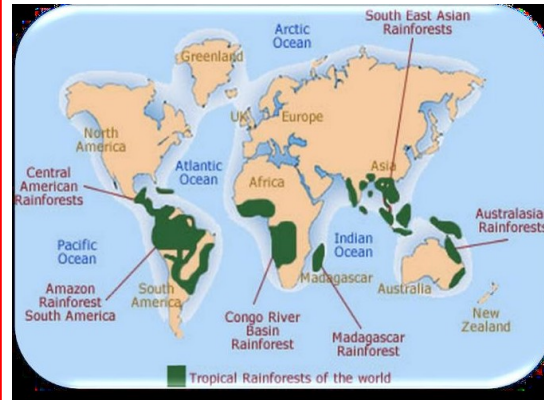 South East Asian
Rainforests
Arctic
Ocean
Greenland
UK
Europe
North
America
Asia
Atlantic
Ocean
Africa
Central
American
Rainforests
Australasian
Rainforests
Pacific
Ocean
Indian
Ocean
Amazon
Rainforest
South America
South
America
Madagascar
Australia
Congo River
Basin
Rainforest
Madagascar
Rainforest
New
Zealand
Tropical Rainforests of the world